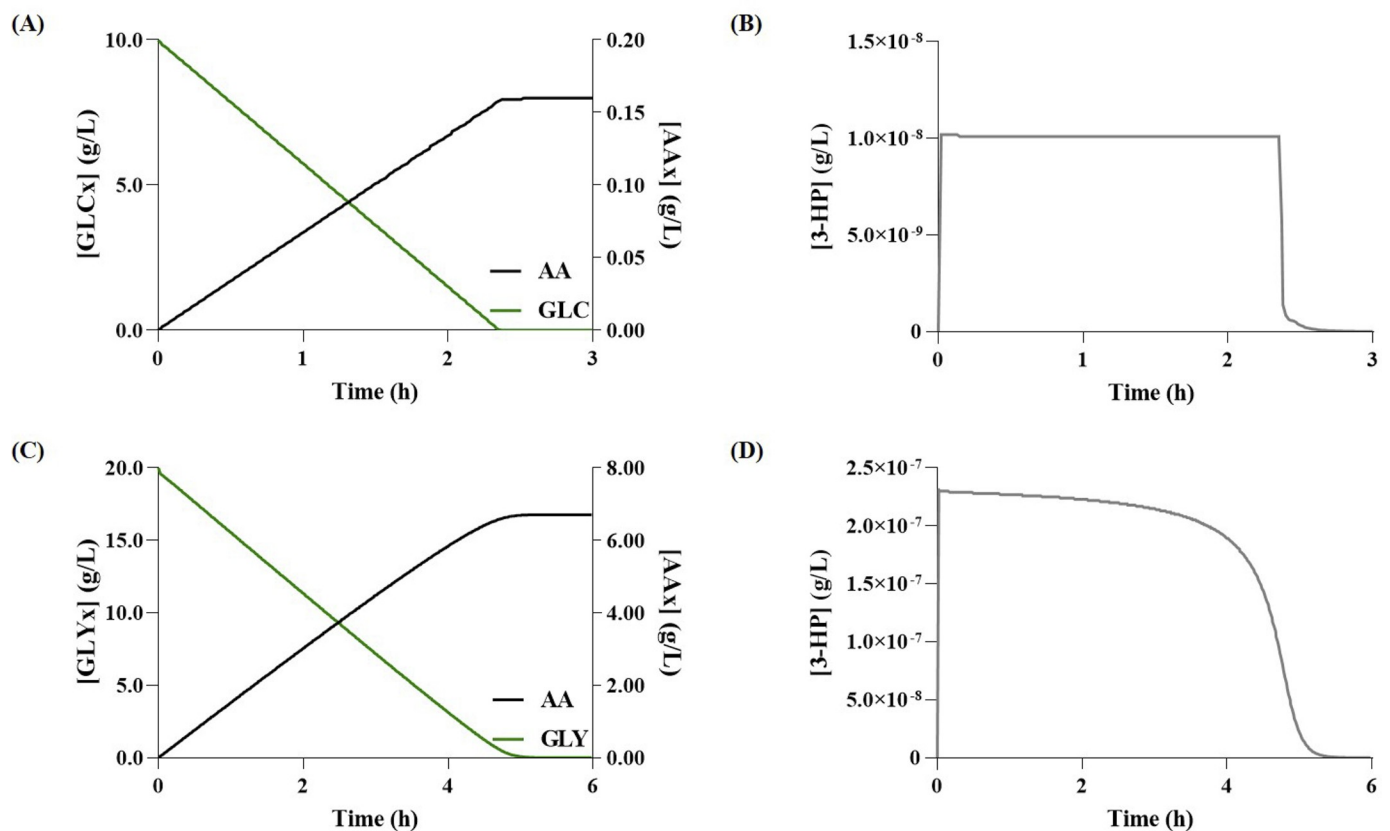 (A)
10.0
5.0
0.0
[GLCx] (g/L)
0.20
0.15
0.10
0.05
0.00
[AAx] (g/L)
AA
GLC
0 1 2 3
Time (h)
(B)
1.5×10⁻⁸
1.0×10⁻⁸
5.0×10⁻⁹
0
[3-HP] (g/L)
0 1 2 3
Time (h)
(C)
20.0
15.0
10.0
5.0
0.0
[GLYx] (g/L)
8.00
6.00
4.00
2.00
0.00
[AAx] (g/L)
AA
GLY
0 2 4 6
Time (h)
(D)
2.5×10⁻⁷
2.0×10⁻⁷
1.5×10⁻⁷
1.0×10⁻⁷
5.0×10⁻⁸
0
[3-HP] (g/L)
0 2 4 6
Time (h)